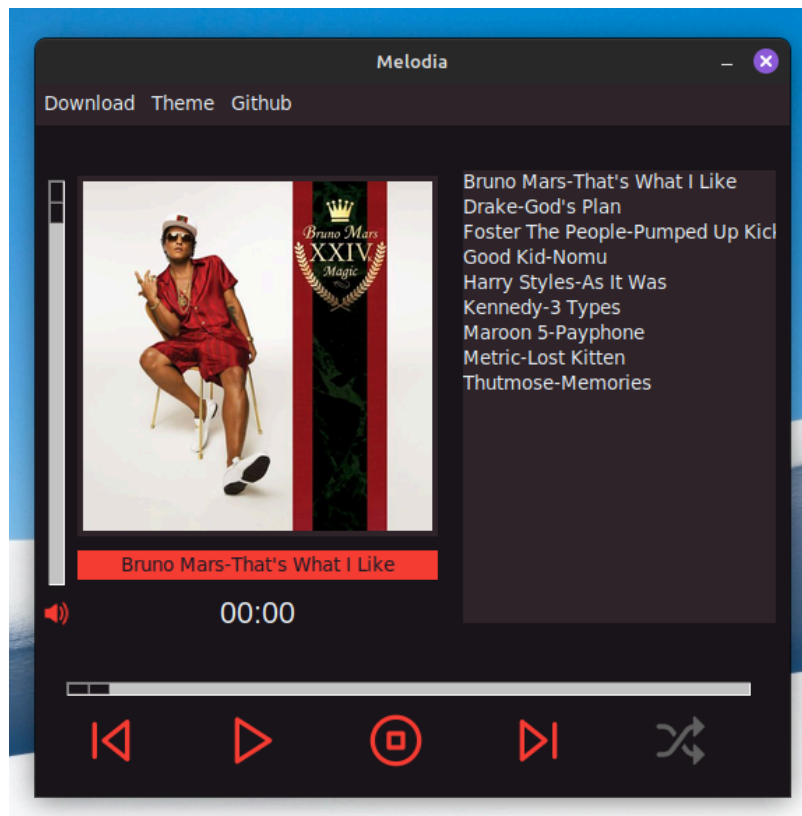 Melodia
Download Theme Github
Bruno Mars
XXIV
Magic
Bruno Mars-That's What I Like
00:00
Bruno Mars-That's What I Like
Drake-God's Plan
Foster The People-Pumped Up Kick
Good Kid-Nomu
Harry Styles-As It Was
Kennedy-3 Types
Maroon 5-Payphone
Metric-Lost Kitten
Thutmose-Memories